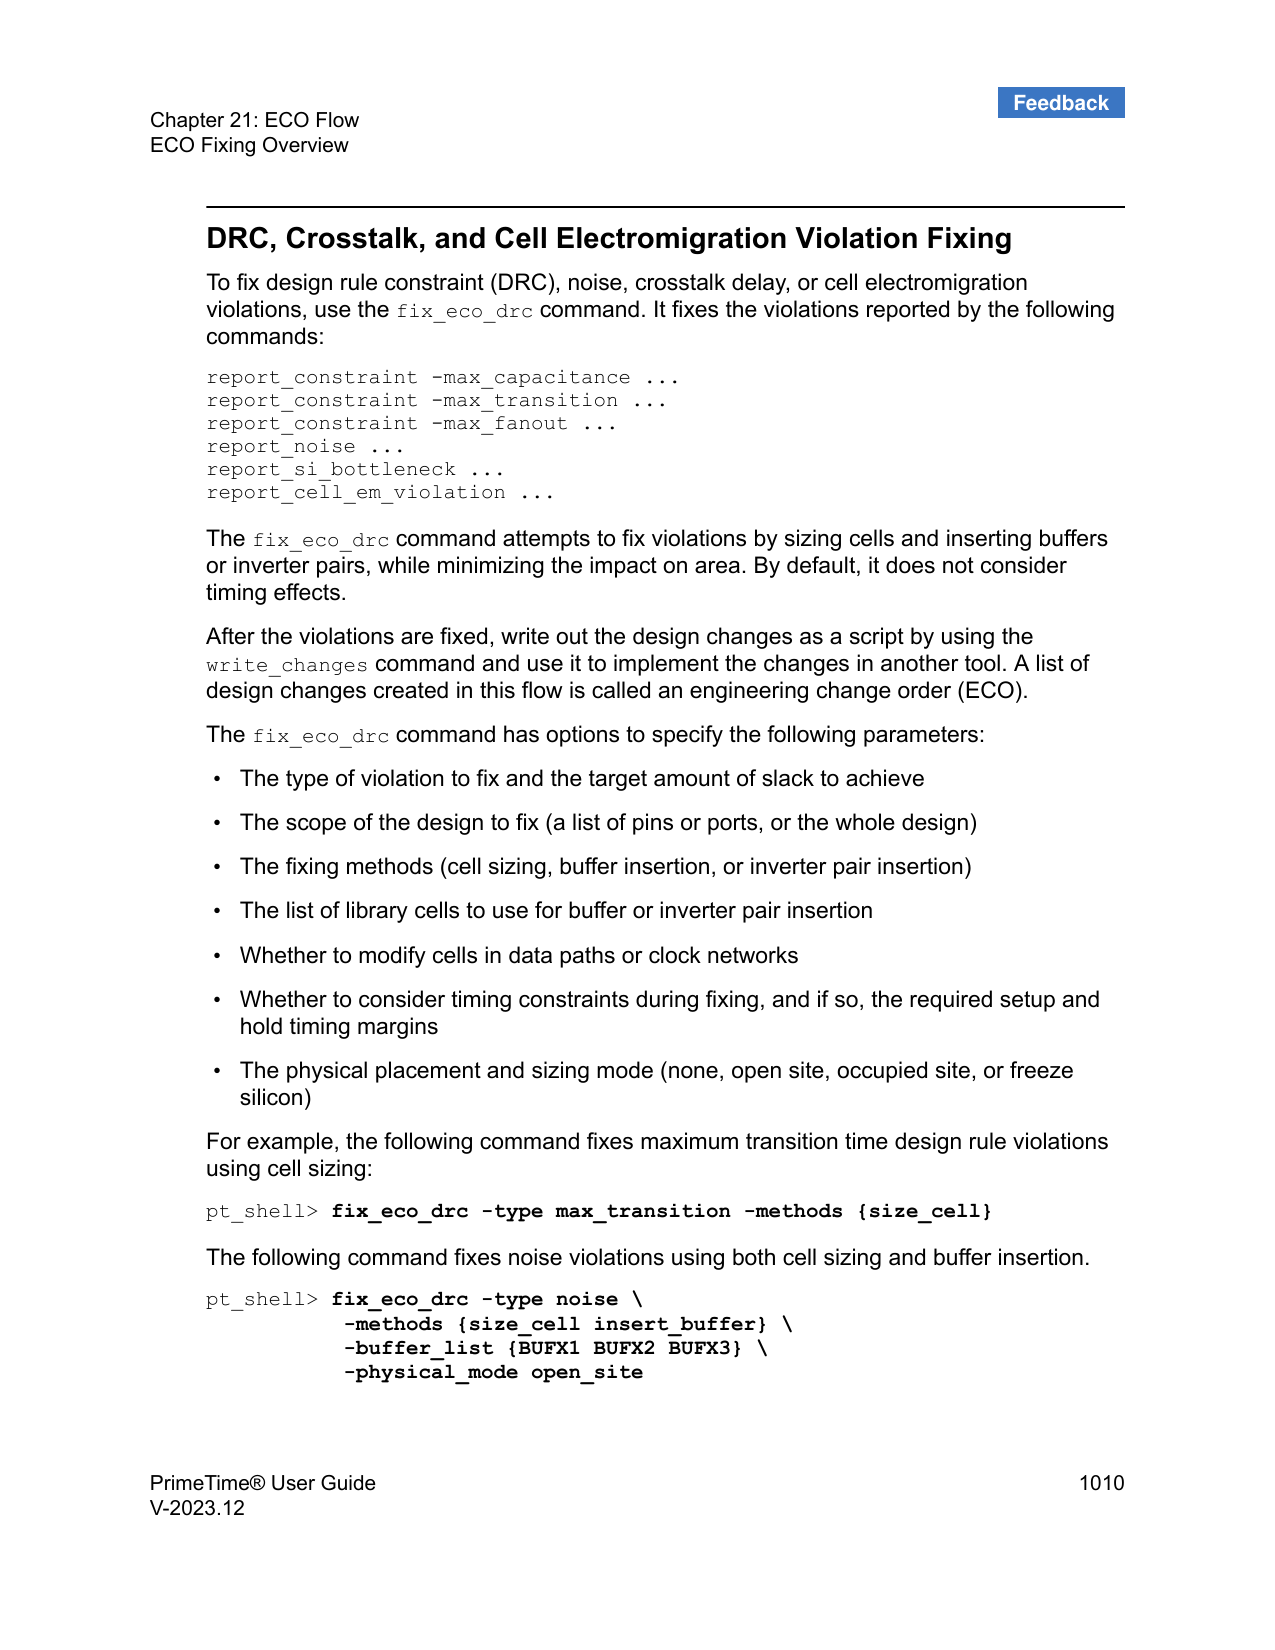 Feedback
Chapter 21: ECO Flow
ECO Fixing Overview
DRC, Crosstalk, and Cell Electromigration Violation Fixing
To fix design rule constraint (DRC), noise, crosstalk delay, or cell electromigration
violations, use the fix_eco_drc command. It fixes the violations reported by the following
commands:
report_constraint -max_capacitance ...
report_constraint -max_transition ...
report_constraint -max_fanout ...
report_noise ...
report_si_bottleneck ...
report_cell_em_violation ...
The fix_eco_drc command attempts to fix violations by sizing cells and inserting buffers
or inverter pairs, while minimizing the impact on area. By default, it does not consider
timing effects.
After the violations are fixed, write out the design changes as a script by using the
write_changes command and use it to implement the changes in another tool. A list of
design changes created in this flow is called an engineering change order (ECO).
The fix_eco_drc command has options to specify the following parameters:
• The type of violation to fix and the target amount of slack to achieve
• The scope of the design to fix (a list of pins or ports, or the whole design)
• The fixing methods (cell sizing, buffer insertion, or inverter pair insertion)
• The list of library cells to use for buffer or inverter pair insertion
• Whether to modify cells in data paths or clock networks
• Whether to consider timing constraints during fixing, and if so, the required setup and
hold timing margins
• The physical placement and sizing mode (none, open site, occupied site, or freeze
silicon)
For example, the following command fixes maximum transition time design rule violations
using cell sizing:
pt_shell> fix_eco_drc -type max_transition -methods {size_cell}
The following command fixes noise violations using both cell sizing and buffer insertion.
pt_shell> fix_eco_drc -type noise \
-methods {size_cell insert_buffer} \
-buffer_list {BUFX1 BUFX2 BUFX3} \
-physical_mode open_site
PrimeTime® User Guide
1010
V-2023.12